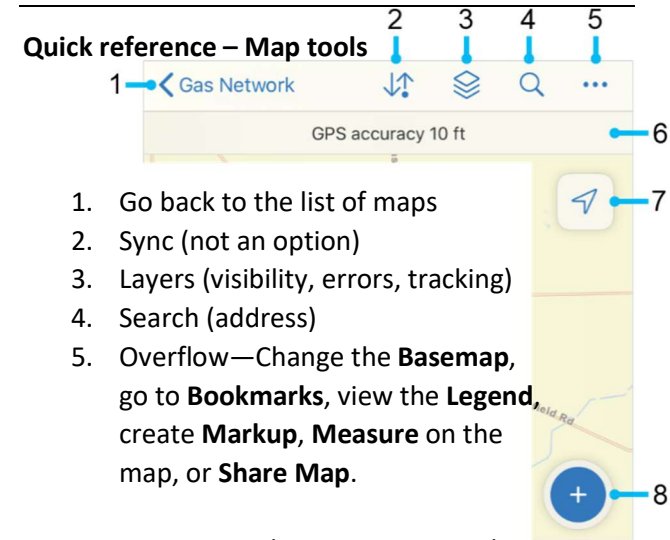 2 3 4 5
Quick reference – Map tools
1 Gas Network
GPS accuracy 10 ft 6
7
1. Go back to the list of maps
2. Sync (not an option)
3. Layers (visibility, errors, tracking)
4. Search (address)
5. Overflow—Change the Basemap,
go to Bookmarks, view the Legend,
create Markup, Measure on the
map, or Share Map.
Rd
8